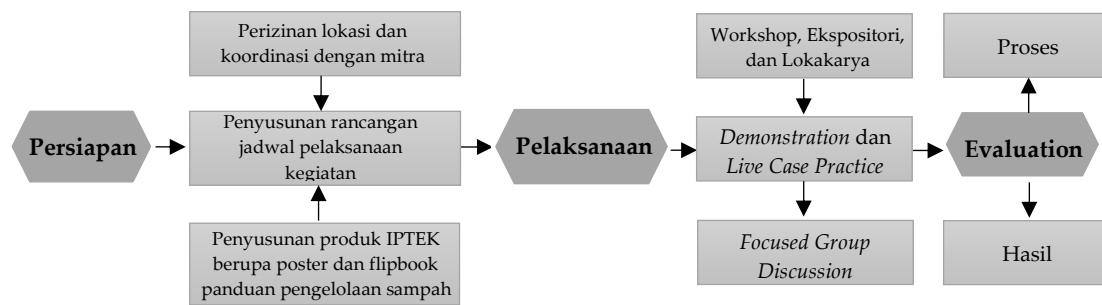 Persiapan
Perizinan lokasi dan
koordinasi dengan mitra
Penyusunan rancangan
jadwal pelaksanaan
kegiatan
Penyusunan produk IPTEK
berupa poster dan flipbook
panduan pengelolaan sampah
Pelaksanaan
Workshop, Ekspositori,
dan Lokakarya
Demonstration dan
Live Case Practice
Focused Group
Discussion
Evaluation
Proses
Hasil